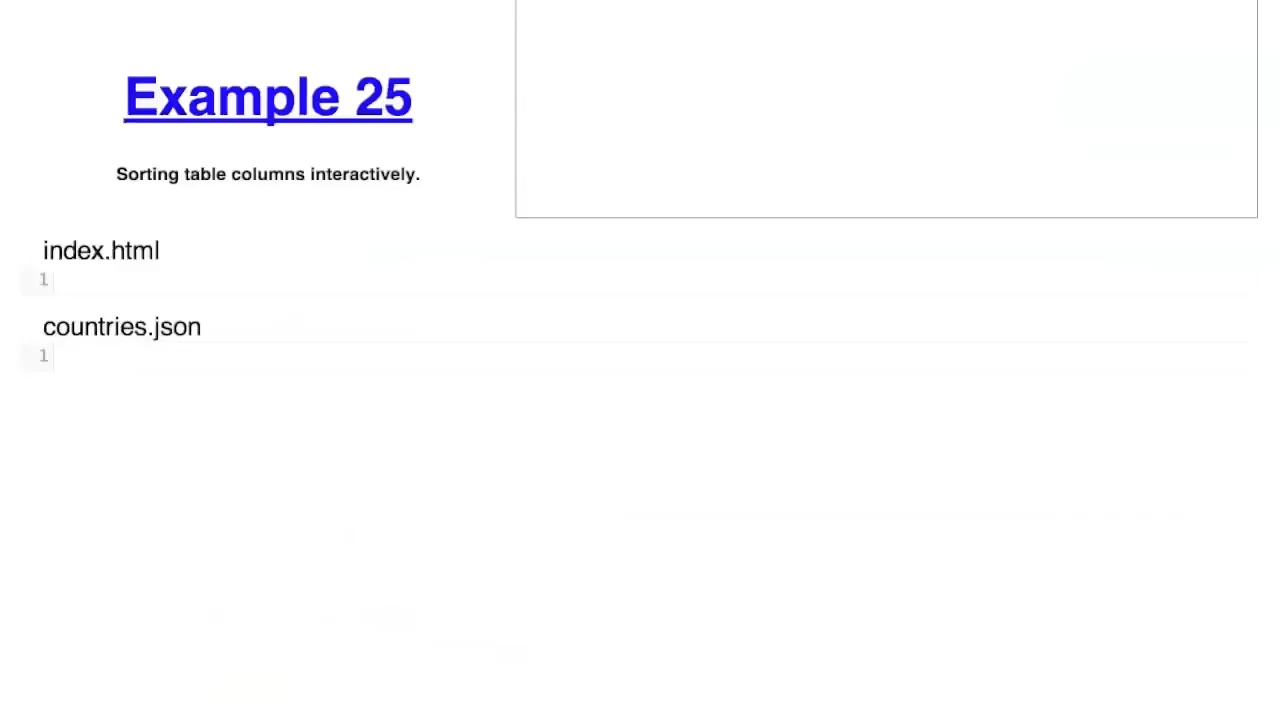 Example 25
Sorting table columns interactively.
index.html
1
countries.json
1